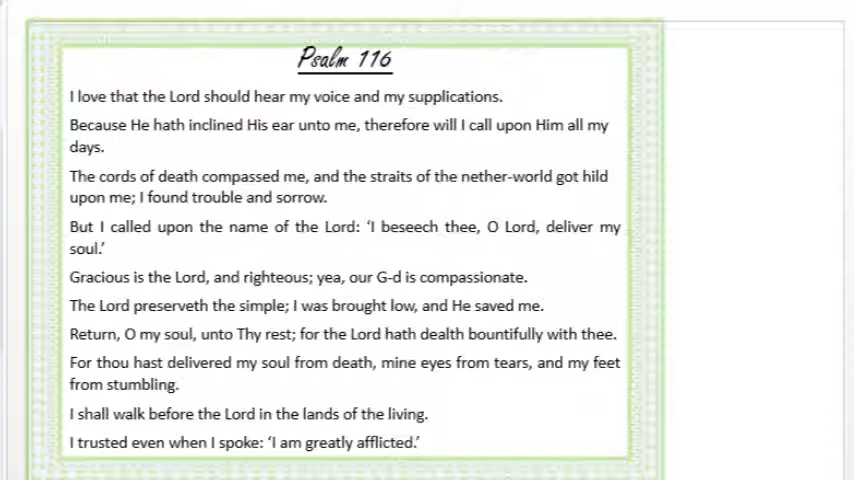 Psalm 116
I love that the Lord should hear my voice and my supplications.
Because He hath inclined His ear unto me, therefore will I call upon Him all my
days.
The cords of death compassed me, and the straits of the nether-world got hild
upon me; I found trouble and sorrow.
But I called upon the name of the Lord: ‘I beseech thee, O Lord, deliver my
soul.’
Gracious is the Lord, and righteous; yea, our G-d is compassionate.
The Lord preserveth the simple; I was brought low, and He saved me.
Return, O my soul, unto Thy rest; for the Lord hath dealth bountifully with thee.
For thou hast delivered my soul from death, mine eyes from tears, and my feet
from stumbling.
I shall walk before the Lord in the lands of the living.
I trusted even when I spoke: ‘I am greatly afflicted.’